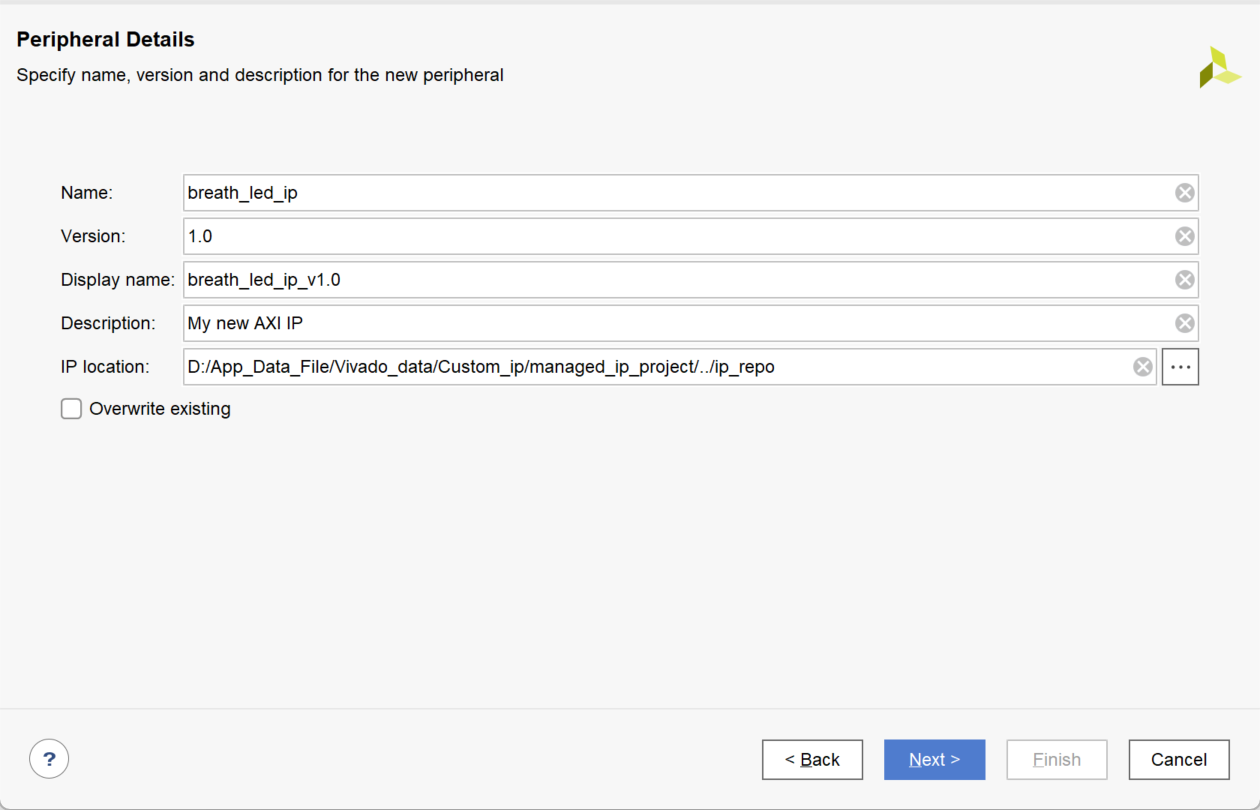 Peripheral Details
Specify name, version and description for the new peripheral
Name: breath_led_ip
Version: 1.0
Display name: breath_led_ip_v1.0
Description: My new AXI IP
IP location: D:/App_Data_File/Vivado_data/Custom_ip/managed_ip_project/../ip_repo ...
Overwrite existing
? < Back Next > Finish Cancel